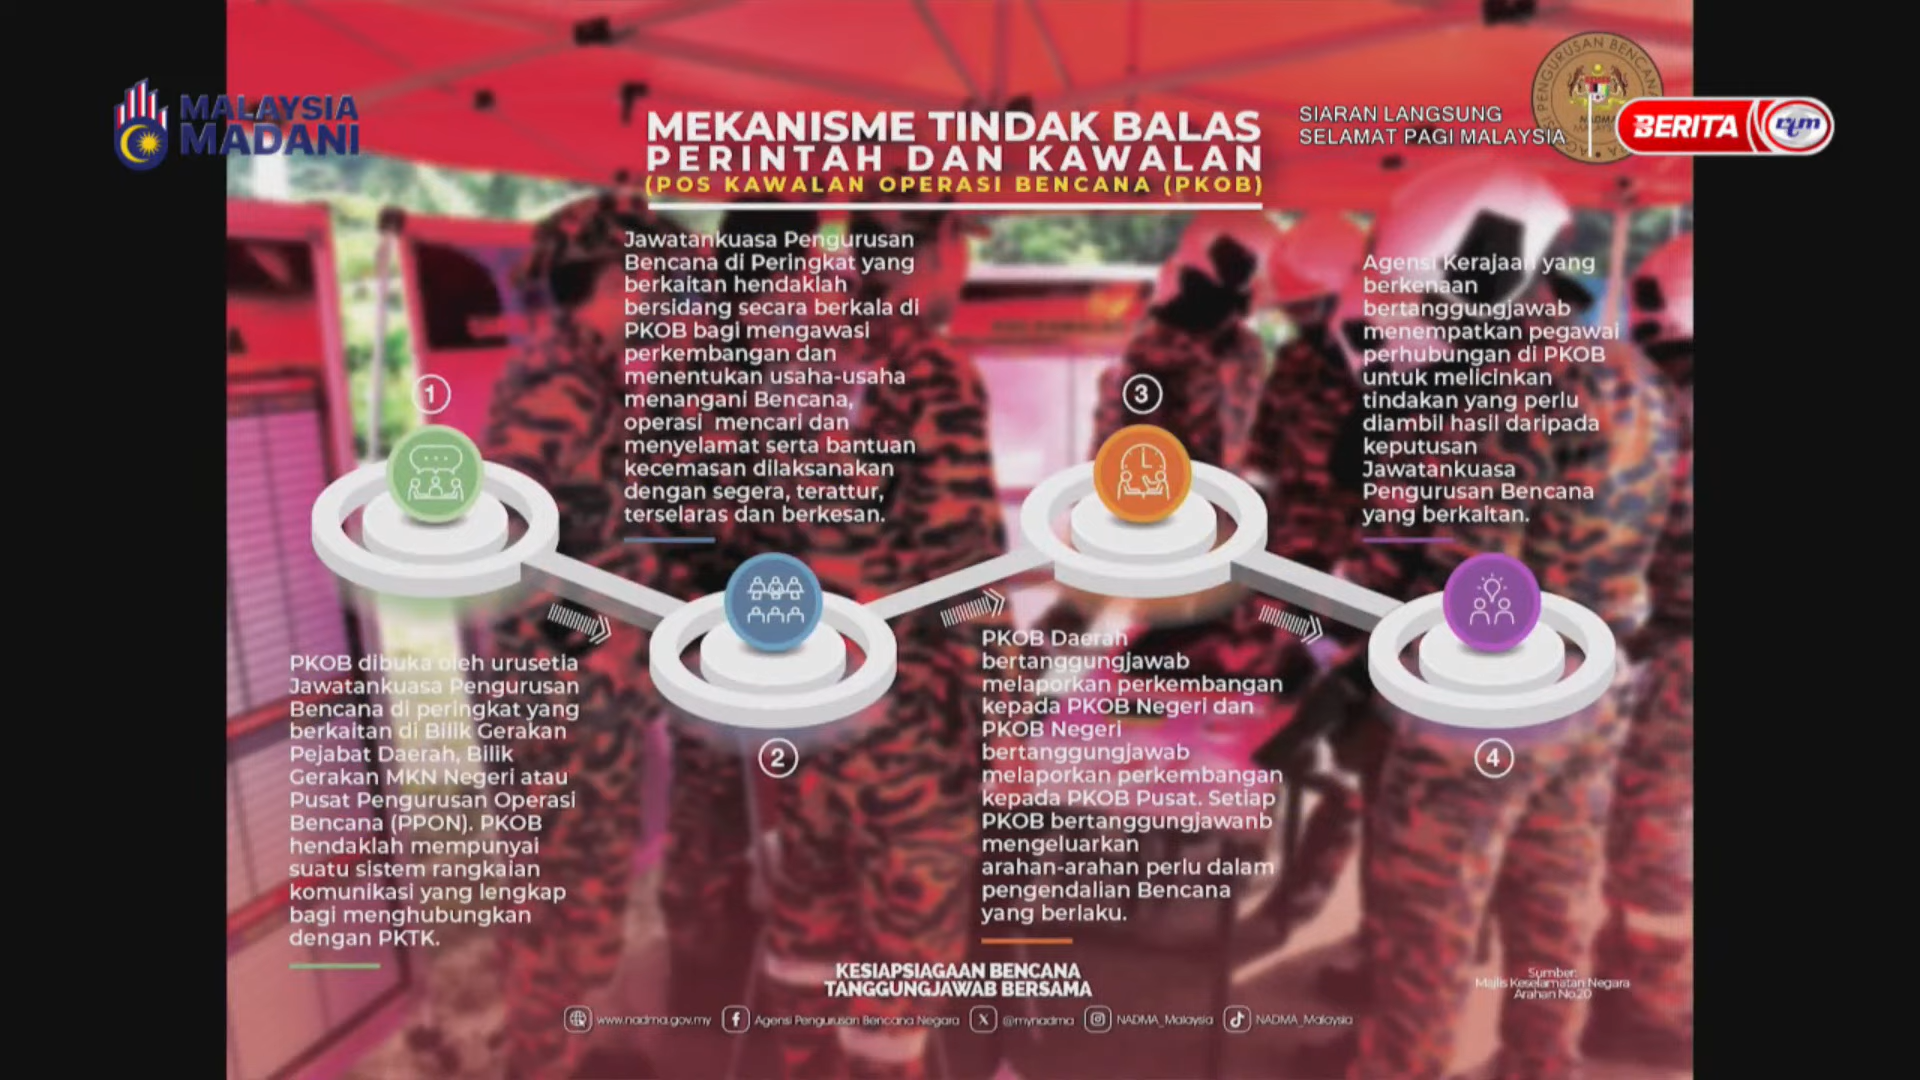 MALAYSIA
MADANI
MEKANISME TINDAK BALAS
PERINTAH DAN KAWALAN
(POS KAWALAN OPERASI BENCANA (PKOB)
SIARAN LANGSUNG
SELAMAT PAGI MALAYSIA
BERITA rtm
1
PKOB dibuka oleh urusetia
Jawatankuasa Pengurusan
Bencana di peringkat yang
berkaitan di Bilik Gerakan
Pejabat Daerah, Bilik
Gerakan MKN Negeri atau
Pusat Pengurusan Operasi
Bencana (PPON). PKOB
hendaklah mempunyai
suatu sistem rangkaian
komunikasi yang lengkap
bagi menghubungkan
dengan PKTK.
Jawatankuasa Pengurusan
Bencana di Peringkat yang
berkaitan hendaklah
bersidang secara berkala di
PKOB bagi mengawasi
perkembangan dan
menentukan usaha-usaha
menangani Bencana,
operasi mencari dan
menyelamat serta bantuan
kecemasan dilaksanakan
dengan segera, terattur,
terselaras dan berkesan.
2
3
PKOB Daerah
bertanggungjawab
melaporkan perkembangan
kepada PKOB Negeri dan
PKOB Negeri
bertanggungjawab
melaporkan perkembangan
kepada PKOB Pusat. Setiap
PKOB bertanggungjawanb
mengeluarkan
arahan-arahan perlu dalam
pengendalian Bencana
yang berlaku.
Agensi Kerajaan yang
berkenaan
bertanggungjawab
menempatkan pegawai
perhubungan di PKOB
untuk melicinkan
tindakan yang perlu
diambil hasil daripada
keputusan
Jawatankuasa
Pengurusan Bencana
yang berkaitan.
4
KESIAPSIAGAAN BENCANA
TANGGUNGJAWAB BERSAMA
Sumber:
Majlis Keselamatan Negara
Arahan No.20
www.nadma.gov.my Agensi Pengurusan Bencana Negara @mynadma NADMA_Malaysia NADMA_Malaysia